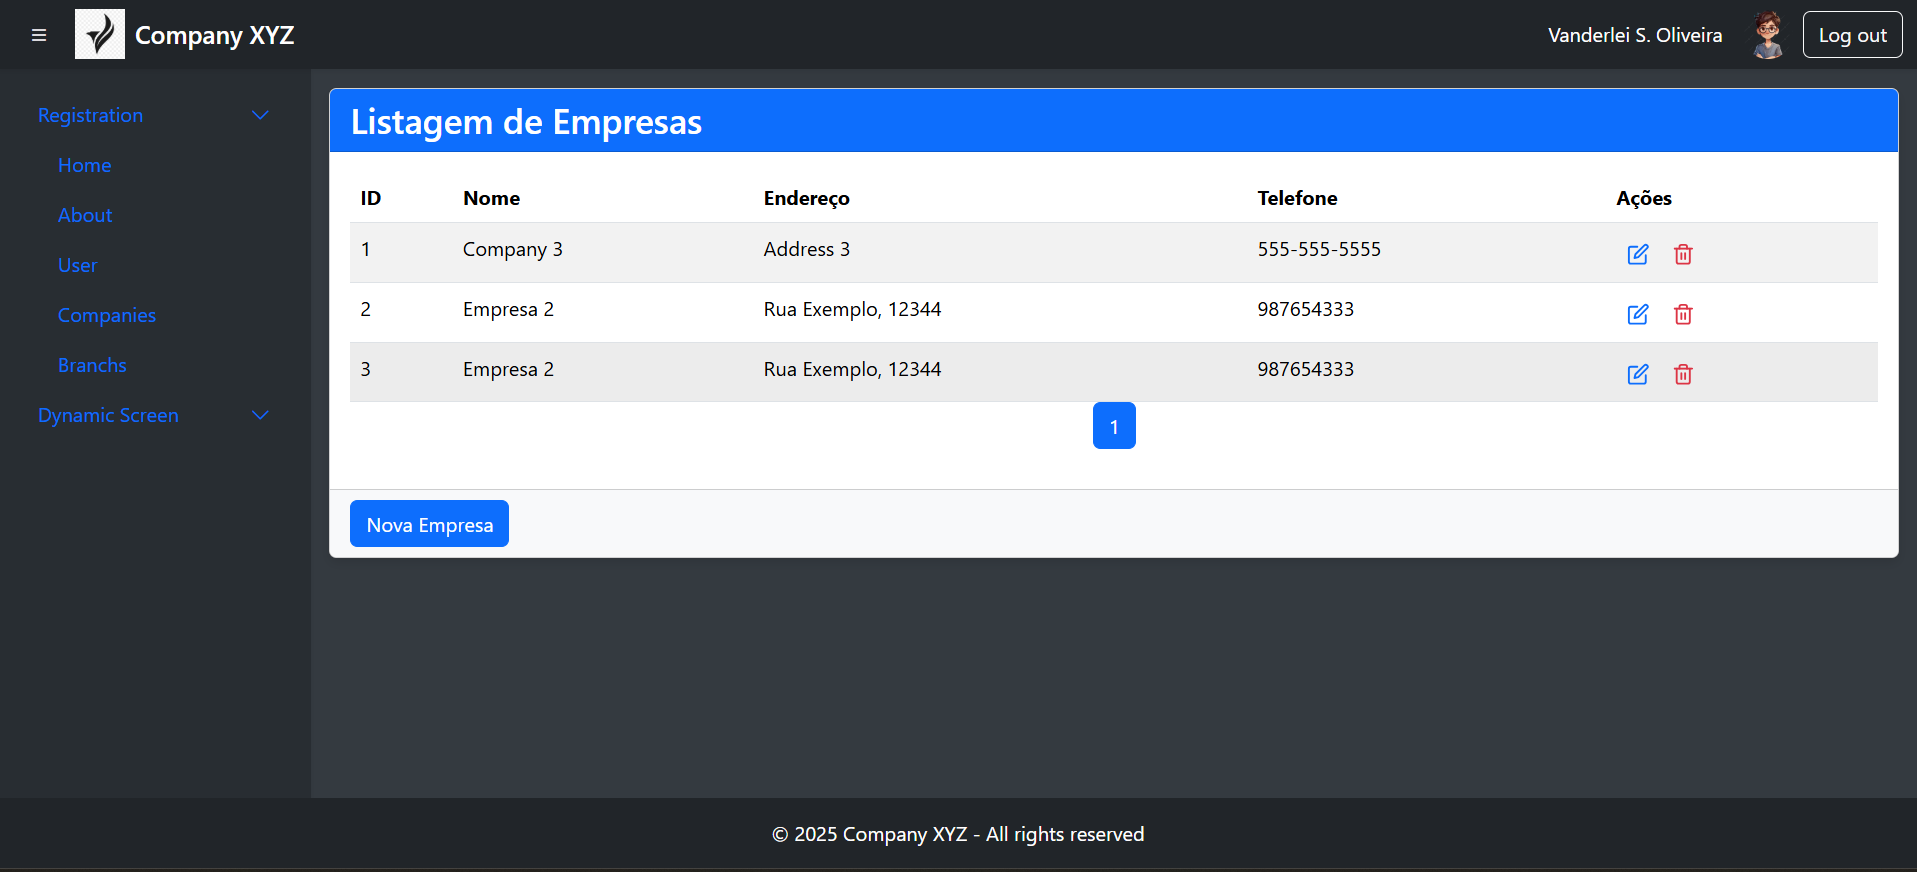 Company XYZ
Vanderlei S. Oliveira
Log out
Registration
Home
About
User
Companies
Branchs
Dynamic Screen
Listagem de Empresas
ID Nome Endereço Telefone Ações
1 Company 3 Address 3 555-555-5555
2 Empresa 2 Rua Exemplo, 12344 987654333
3 Empresa 2 Rua Exemplo, 12344 987654333
1
Nova Empresa
© 2025 Company XYZ - All rights reserved